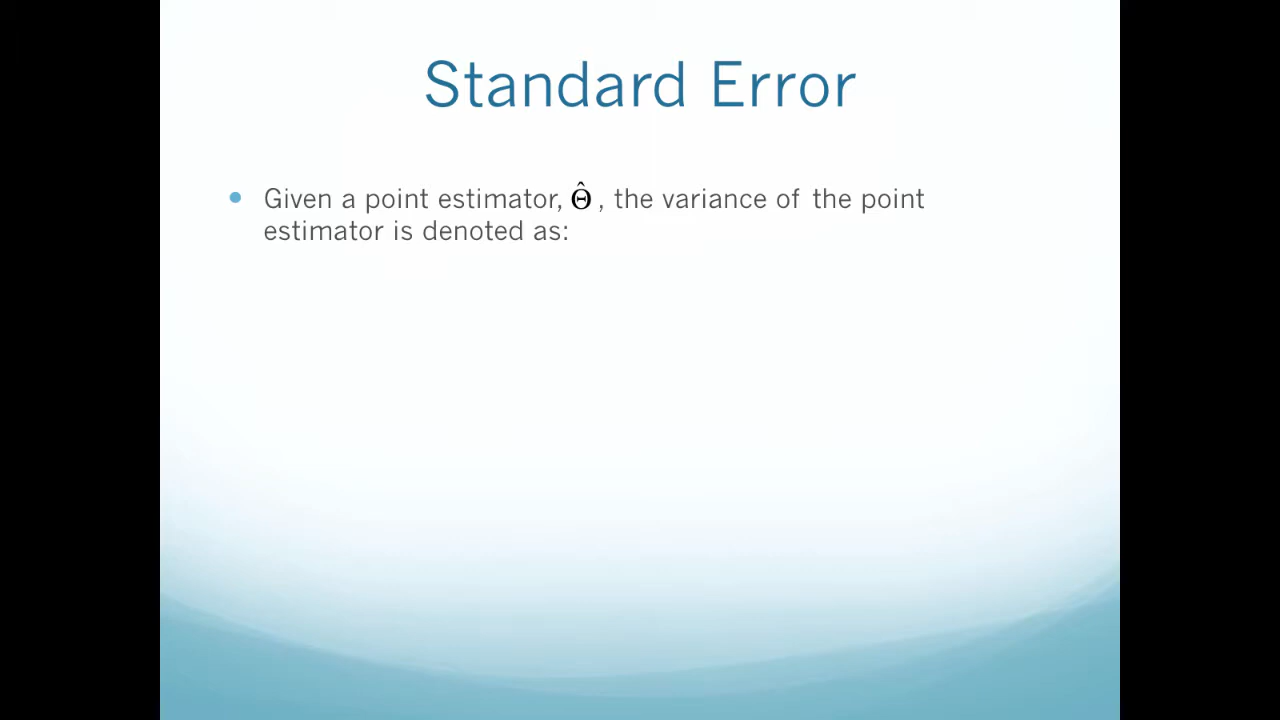 Standard Error
• Given a point estimator, Θ̂ , the variance of the point
estimator is denoted as: